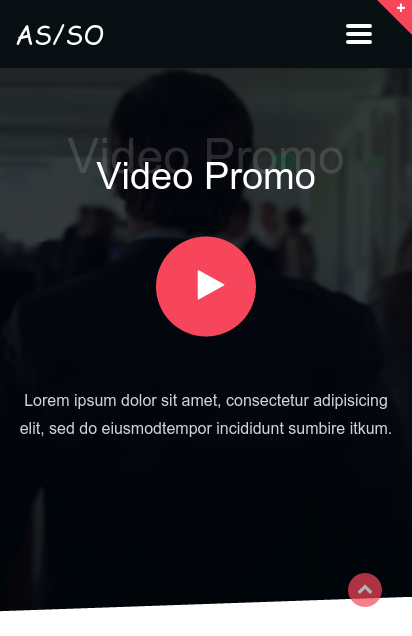 AS/SO
Video Promo
Video Promo
Lorem ipsum dolor sit amet, consectetur adipisicing
elit, sed do eiusmodtempor incididunt sumbire itkum.